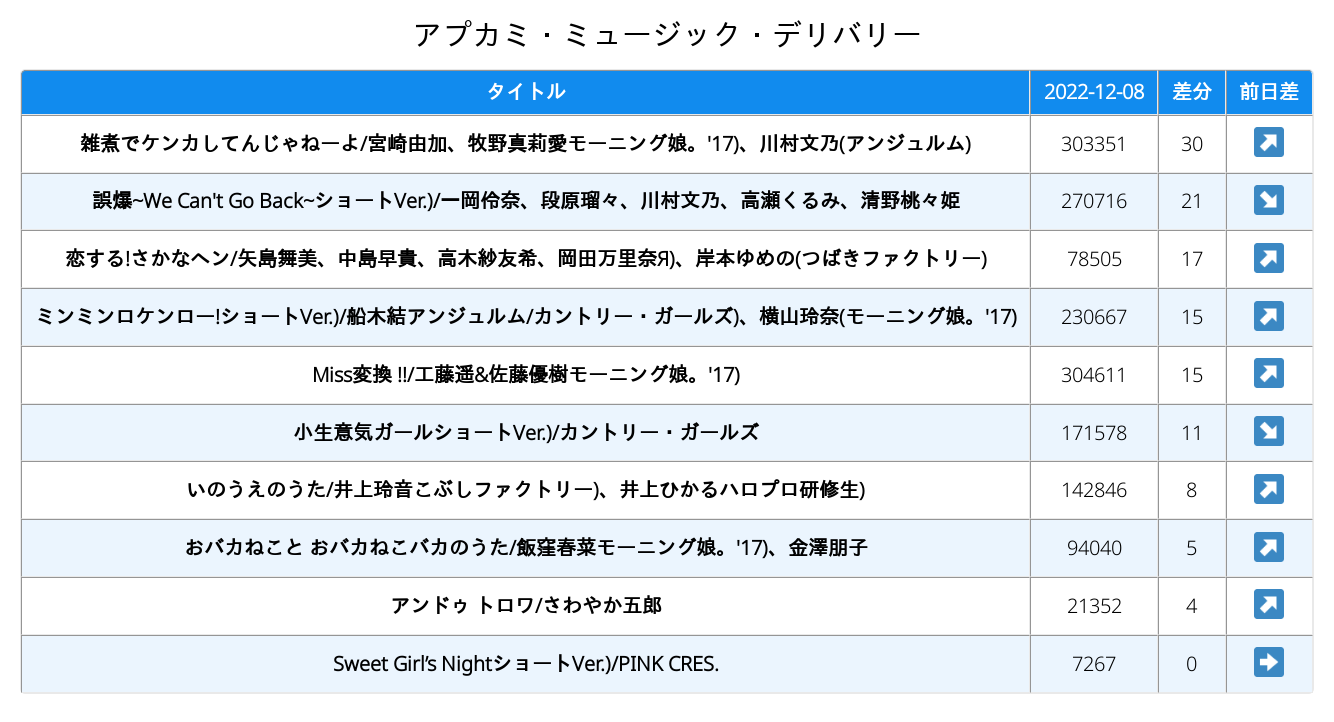 アプカミ・ミュージック・デリバリー
タイトル 2022-12-08 差分 前日差
雑煮でケンカしてんじゃねーよ/宮崎由加、牧野真莉愛モーニング娘。'17)、川村文乃(アンジュルム) 303351 30
誤爆~We Can't Go Back~ショートVer.)/一岡伶奈、段原瑠々、川村文乃、高瀬くるみ、清野桃々姫 270716 21
恋する!さかなヘン/矢島舞美、中島早貴、高木紗友希、岡田万里奈Я)、岸本ゆめの(つばきファクトリー) 78505 17
ミンミンロケンロー!ショートVer.)/船木結アンジュルム/カントリー・ガールズ)、横山玲奈(モーニング娘。'17) 230667 15
Miss変換 !!/工藤遥&佐藤優樹モーニング娘。'17) 304611 15
小生意気ガールショートVer.)/カントリー・ガールズ 171578 11
いのうえのうた/井上玲音こぶしファクトリー)、井上ひかるハロプロ研修生) 142846 8
おバカねこと おバカねこバカのうた/飯窪春菜モーニング娘。'17)、金澤朋子 94040 5
アンドゥ トロワ/さわやか五郎 21352 4
Sweet Girl’s NightショートVer.)/PINK CRES. 7267 0